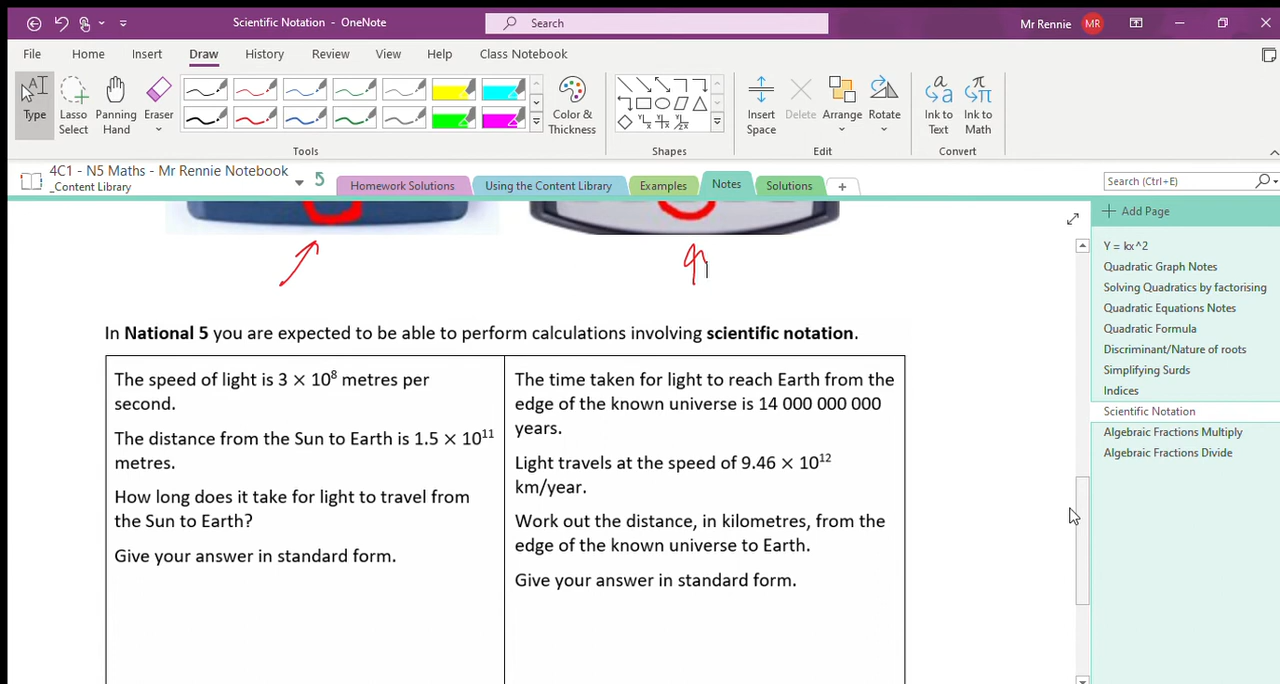 Scientific Notation - OneNote
Search
Mr Rennie
MR
File
Home
Insert
Draw
History
Review
View
Help
Class Notebook
Type
Lasso
Select
Panning
Hand
Eraser
Color &
Thickness
Insert
Space
Delete
Arrange
Rotate
Ink to
Text
Ink to
Math
Tools
Shapes
Edit
Convert
4C1 - N5 Maths - Mr Rennie Notebook
_Content Library
Homework Solutions
Using the Content Library
Examples
Notes
Solutions
+
Search (Ctrl+E)
Add Page
Y = kx^2
Quadratic Graph Notes
Solving Quadratics by factorising
Quadratic Equations Notes
Quadratic Formula
Discriminant/Nature of roots
Simplifying Surds
Indices
Scientific Notation
Algebraic Fractions Multiply
Algebraic Fractions Divide
In National 5 you are expected to be able to perform calculations involving scientific notation.
The speed of light is 3 × 10⁸ metres per
second.
The distance from the Sun to Earth is 1.5 × 10¹¹
metres.
How long does it take for light to travel from
the Sun to Earth?
Give your answer in standard form.
The time taken for light to reach Earth from the
edge of the known universe is 14 000 000 000
years.
Light travels at the speed of 9.46 × 10¹²
km/year.
Work out the distance, in kilometres, from the
edge of the known universe to Earth.
Give your answer in standard form.